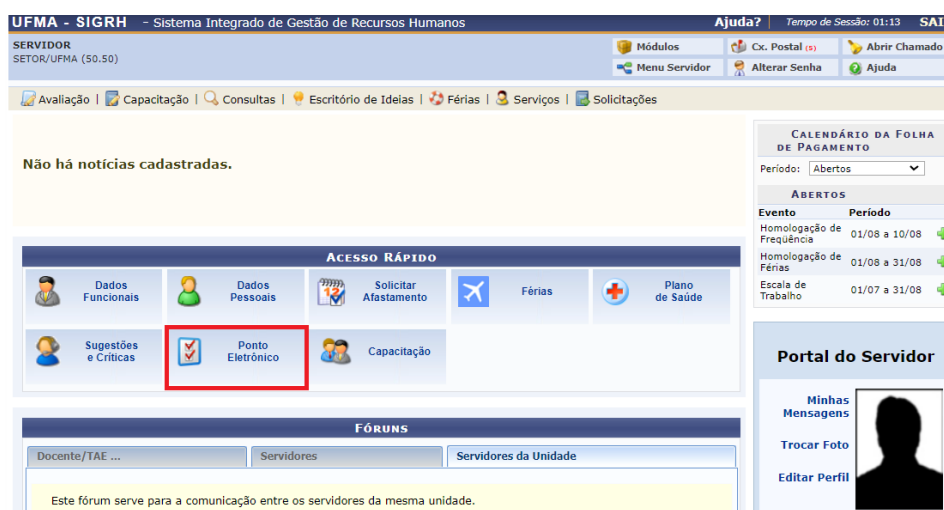 UFMA - SIGRH - Sistema Integrado de Gestão de Recursos Humanos
Ajuda? Tempo de Sessão: 01:13 SAI
SERVIDOR
SETOR/UFMA (50.50)
Módulos
Cx. Postal (5)
Abrir Chamado
Menu Servidor
Alterar Senha
Ajuda
Avaliação | Capacitação | Consultas | Escritório de Ideias | Férias | Serviços | Solicitações
Não há notícias cadastradas.
CALENDÁRIO DA FOLHA
DE PAGAMENTO
Período: Abertos
ABERTOS
Evento Período
Homologação de
Freqüência
01/08 a 10/08
Homologação de
Férias
01/08 a 31/08
Escala de
Trabalho
01/07 a 31/08
ACESSO RÁPIDO
Dados
Funcionais
Dados
Pessoais
12
Solicitar
Afastamento
Férias
Plano
de Saúde
Sugestões
e Críticas
Ponto
Eletrônico
Capacitação
Portal do Servidor
Minhas
Mensagens
Trocar Foto
Editar Perfil
FÓRUNS
Docente/TAE ...
Servidores
Servidores da Unidade
Este fórum serve para a comunicação entre os servidores da mesma unidade.